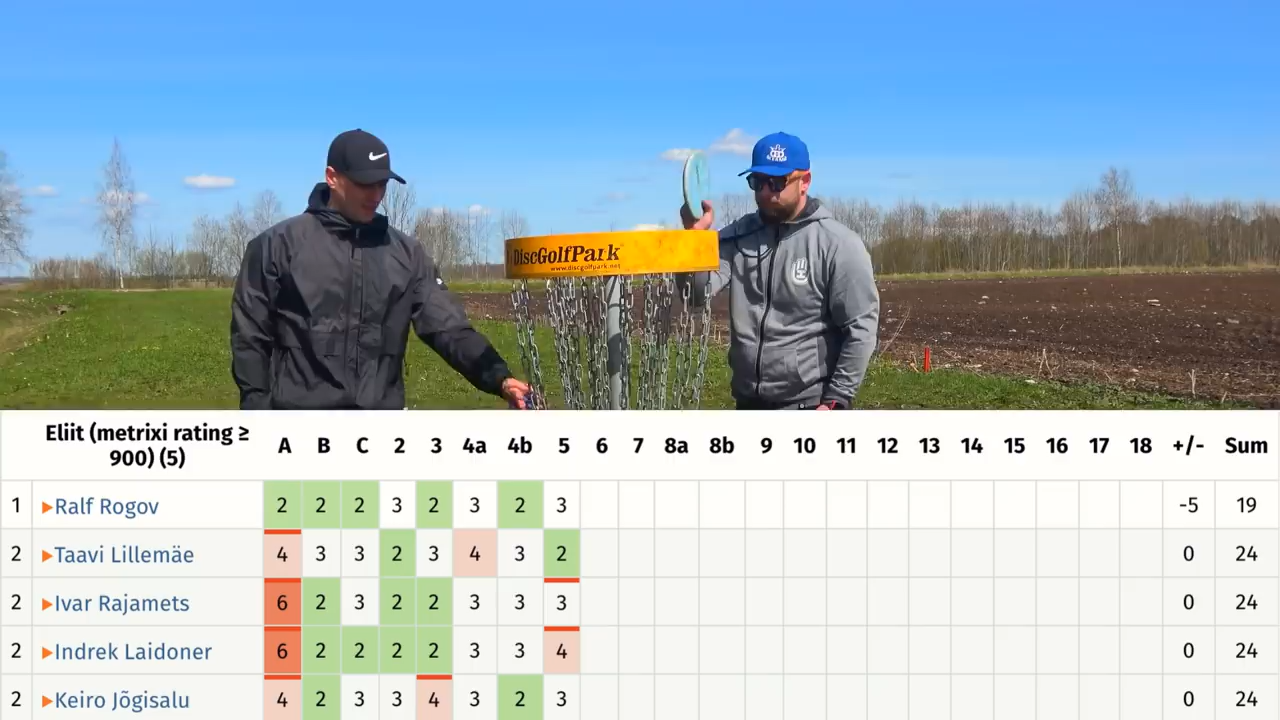 DiscGolfPark
www.discgolfpark.net
Eliit (metrixi rating ≥
900) (5) A B C 2 3 4a 4b 5 6 7 8a 8b 9 10 11 12 13 14 15 16 17 18 +/- Sum
1 Ralf Rogov 2 2 2 3 2 3 2 3 -5 19
2 Taavi Lillemäe 4 3 3 2 3 4 3 2 0 24
2 Ivar Rajamets 6 2 3 2 2 3 3 3 0 24
2 Indrek Laidoner 6 2 2 2 2 3 3 4 0 24
2 Keiro Jõgisalu 4 2 3 3 4 3 2 3 0 24